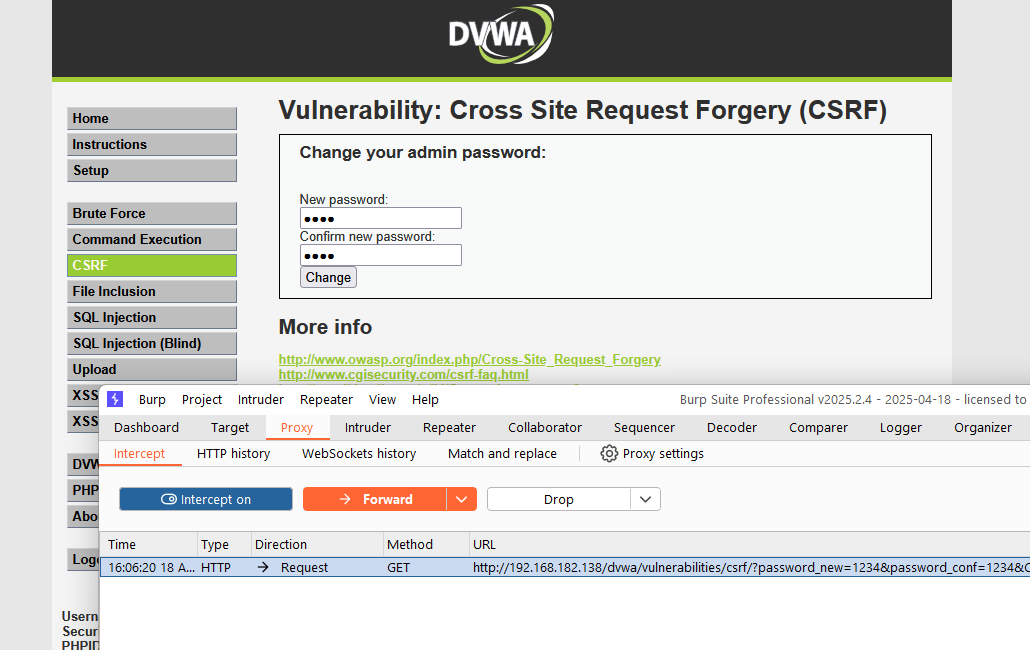 DVWA
Vulnerability: Cross Site Request Forgery (CSRF)
Home
Instructions
Setup
Brute Force
Command Execution
CSRF
File Inclusion
SQL Injection
SQL Injection (Blind)
Upload
XSS
XSS
DVW
PHP
Abo
Logo
Usern
Secur
PHPID
Change your admin password:
New password:
••••
Confirm new password:
••••
Change
More info
http://www.owasp.org/index.php/Cross-Site_Request_Forgery
http://www.cgisecurity.com/csrf-faq.html
Burp Project Intruder Repeater View Help Burp Suite Professional v2025.2.4 - 2025-04-18 - licensed to
Dashboard Target Proxy Intruder Repeater Collaborator Sequencer Decoder Comparer Logger Organizer
Intercept HTTP history WebSockets history Match and replace Proxy settings
Intercept on Forward Drop
Time Type Direction Method URL
16:06:20 18 A... HTTP → Request GET http://192.168.182.138/dvwa/vulnerabilities/csrf/?password_new=1234&password_conf=1234&C